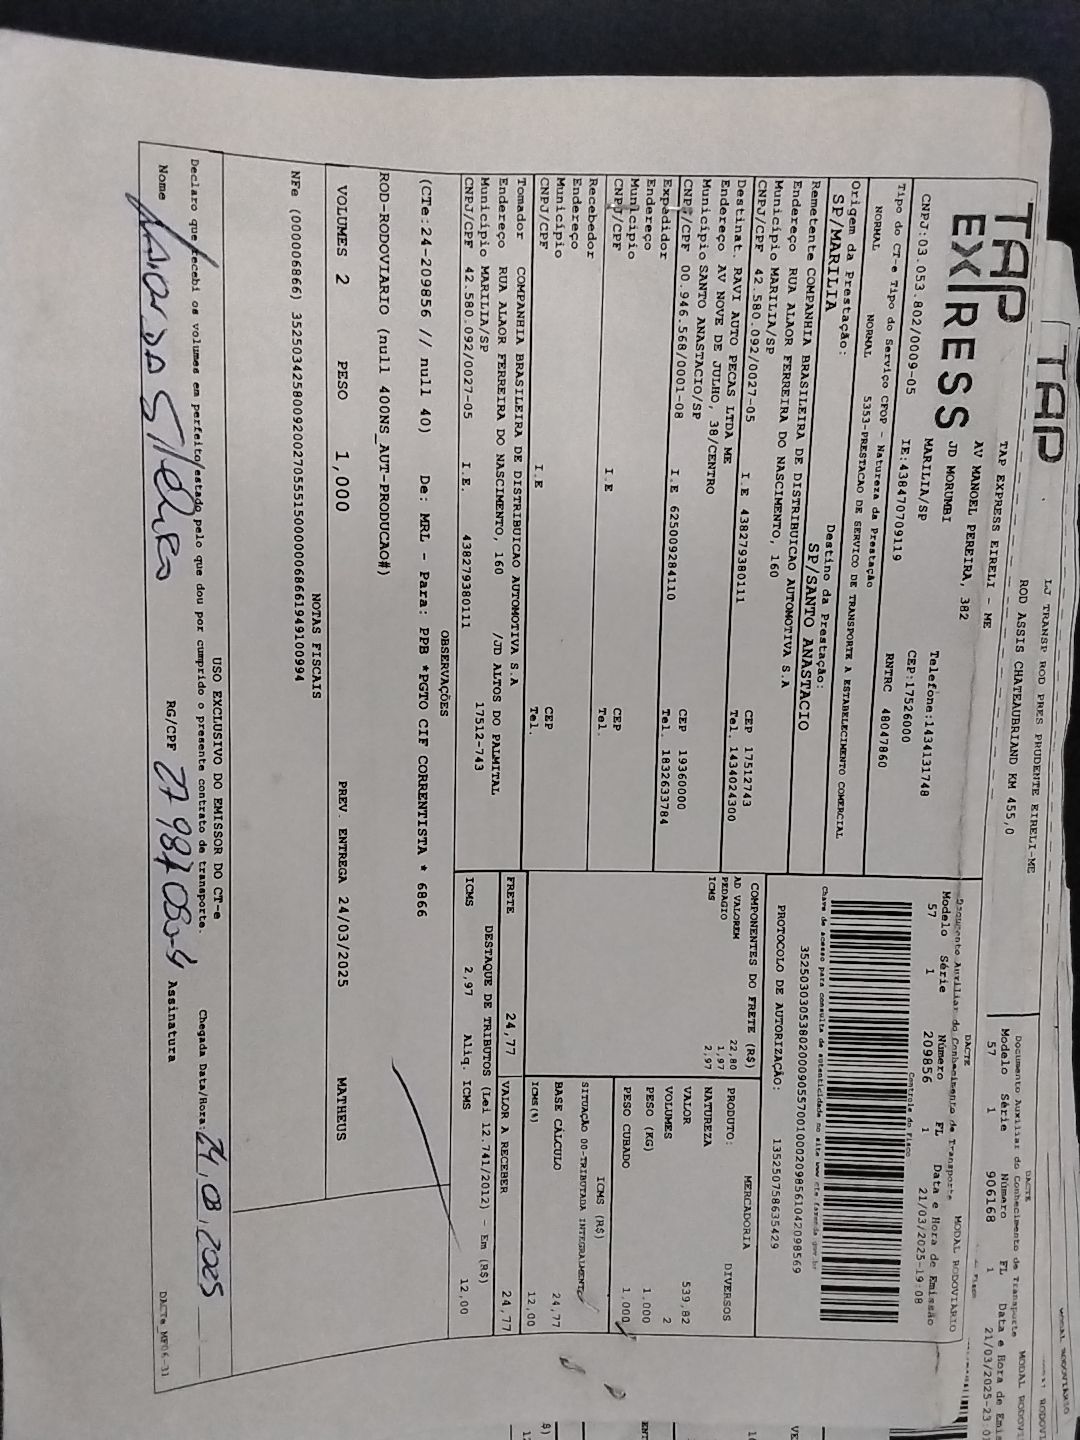 TAP
LJ TRANSP ROD PRES PRUDENTE EIRELI-ME
ROD ASSIS CHATEAUBRIAND KM 455,0
DACTE
Documento Auxiliar do Conhecimento de Transporte MODAL RODOVI
Modelo Série Número FL Data e Hora de Emis
57 1 906168 1 21/03/2025-23:0
TAP
EXPRESS
TAP EXPRESS EIRELI - ME
AV MANOEL PEREIRA, 382
JD MORUMBI
MARILIA/SP
Telefone:1434131748
CEP:17526000
CNPJ:03.053.802/0009-05 IE:438470709119 RNTRC 48047860
DACTE
Documento Auxiliar do Conhecimento de Transporte MODAL RODOVIARIO
Modelo Série Número FL Data e Hora de Emissão
57 1 209856 1 21/03/2025-19:08
Controle do Fisco
Chave de acesso para consulta de autenticidade no site www.cte.fazenda.gov.br
PROTOCOLO DE AUTORIZAÇÃO: 135250758635429
Tipo do CT-e Tipo do Serviço CFOP - Natureza da Prestação
NORMAL NORMAL 5353-PRESTACAO DE SERVICO DE TRANSPORTE A ESTABELECIMENTO COMERCIAL
Origem da Prestação: Destino da Prestação:
SP/MARILIA SP/SANTO ANASTACIO
Remetente COMPANHIA BRASILEIRA DE DISTRIBUICAO AUTOMOTIVA S.A
Endereço RUA ALAOR FERREIRA DO NASCIMENTO, 160
Município MARILIA/SP CEP 17512743
CNPJ/CPF 42.580.092/0027-05 I.E 438279380111 Tel. 1434024300
Destinat. RAVI AUTO PECAS LTDA ME
Endereço AV NOVE DE JULHO, 38/CENTRO
Município SANTO ANASTACIO/SP CEP 19360000
CNPJ/CPF 00.946.568/0001-08 I.E 625009284110 Tel. 1832633784
Expedidor
Endereço
Município CEP
CNPJ/CPF I.E Tel.
Recebedor
Endereço
Município CEP
CNPJ/CPF I.E Tel.
Tomador COMPANHIA BRASILEIRA DE DISTRIBUICAO AUTOMOTIVA S.A
Endereço RUA ALAOR FERREIRA DO NASCIMENTO, 160 /JD ALTOS DO PALMITAL
Município MARILIA/SP 17512-743
CNPJ/CPF 42.580.092/0027-05 I.E. 438279380111
COMPONENTES DO FRETE (R$)
AD VALOREM 22,80
PEDAGIO 1,97
ICMS 2,97
FRETE 24,77
MERCADORIA
PRODUTO: DIVERSOS
NATUREZA
VALOR 539,82
VOLUMES 2
PESO (KG) 1.000
PESO CUBADO 1.000
ICMS (R$)
SITUAÇÃO 00-TRIBUTADA INTEGRALMENTE
BASE CÁLCULO 24,77
ICMS(%) 12,00
VALOR A RECEBER 24,77
DESTAQUE DE TRIBUTOS (Lei 12.741/2012) - Em (R$)
ICMS 2,97 Aliq. ICMS 12,00
OBSERVAÇÕES
(CTe:24-209856 // null 40) De: MRL - Para: PPB *PGTO CIF CORRENTISTA * 6866
ROD-RODOVIARIO (null 400NS_AUT-PRODUCAO#)
VOLUMES 2 PESO 1,000 PREV. ENTREGA 24/03/2025 MATHEUS
NOTAS FISCAIS
USO EXCLUSIVO DO EMISSOR DO CT-e
Declaro que recebi os volumes em perfeito estado pelo que dou por cumprido o presente contrato de transporte. Chegada Data/Hora:
Nome RG/CPF Assinatura
DACTe_MF06-31